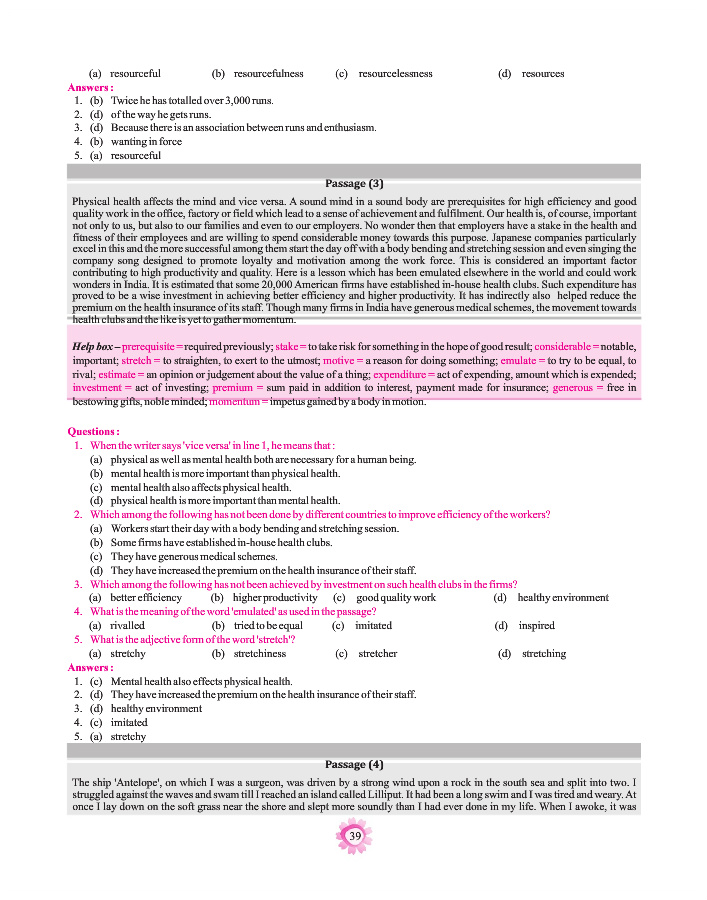 (a) resourceful (b) resourcefulness (c) resourcelessness (d) resources
Answers :
1. (b) Twice he has totalled over 3,000 runs.
2. (d) of the way he gets runs.
3. (d) Because there is an association between runs and enthusiasm.
4. (b) wanting in force
5. (a) resourceful
Passage (3)
Physical health affects the mind and vice versa. A sound mind in a sound body are prerequisites for high efficiency and good
quality work in the office, factory or field which lead to a sense of achievement and fulfilment. Our health is, of course, important
not only to us, but also to our families and even to our employers. No wonder then that employers have a stake in the health and
fitness of their employees and are willing to spend considerable money towards this purpose. Japanese companies particularly
excel in this and the more successful among them start the day off with a body bending and stretching session and even singing the
company song designed to promote loyalty and motivation among the work force. This is considered an important factor
contributing to high productivity and quality. Here is a lesson which has been emulated elsewhere in the world and could work
wonders in India. It is estimated that some 20,000 American firms have established in-house health clubs. Such expenditure has
proved to be a wise investment in achieving better efficiency and higher productivity. It has indirectly also helped reduce the
premium on the health insurance of its staff. Though many firms in India have generous medical schemes, the movement towards
health clubs and the like is yet to gather momentum.
Help box – prerequisite = required previously; stake = to take risk for something in the hope of good result; considerable = notable,
important; stretch = to straighten, to exert to the utmost; motive = a reason for doing something; emulate = to try to be equal, to
rival; estimate = an opinion or judgement about the value of a thing; expenditure = act of expending, amount which is expended;
investment = act of investing; premium = sum paid in addition to interest, payment made for insurance; generous = free in
bestowing gifts, noble minded; momentum = impetus gained by a body in motion.
Questions :
1. When the writer says 'vice versa' in line 1, he means that :
(a) physical as well as mental health both are necessary for a human being.
(b) mental health is more important than physical health.
(c) mental health also affects physical health.
(d) physical health is more important than mental health.
2. Which among the following has not been done by different countries to improve efficiency of the workers?
(a) Workers start their day with a body bending and stretching session.
(b) Some firms have established in-house health clubs.
(c) They have generous medical schemes.
(d) They have increased the premium on the health insurance of their staff.
3. Which among the following has not been achieved by investment on such health clubs in the firms?
(a) better efficiency (b) higher productivity (c) good quality work (d) healthy environment
4. What is the meaning of the word 'emulated' as used in the passage?
(a) rivalled (b) tried to be equal (c) imitated (d) inspired
5. What is the adjective form of the word 'stretch'?
(a) stretchy (b) stretchiness (c) stretcher (d) stretching
Answers :
1. (c) Mental health also effects physical health.
2. (d) They have increased the premium on the health insurance of their staff.
3. (d) healthy environment
4. (c) imitated
5. (a) stretchy
Passage (4)
The ship 'Antelope', on which I was a surgeon, was driven by a strong wind upon a rock in the south sea and split into two. I
struggled against the waves and swam till I reached an island called Lilliput. It had been a long swim and I was tired and weary. At
once I lay down on the soft grass near the shore and slept more soundly than I had ever done in my life. When I awoke, it was
39